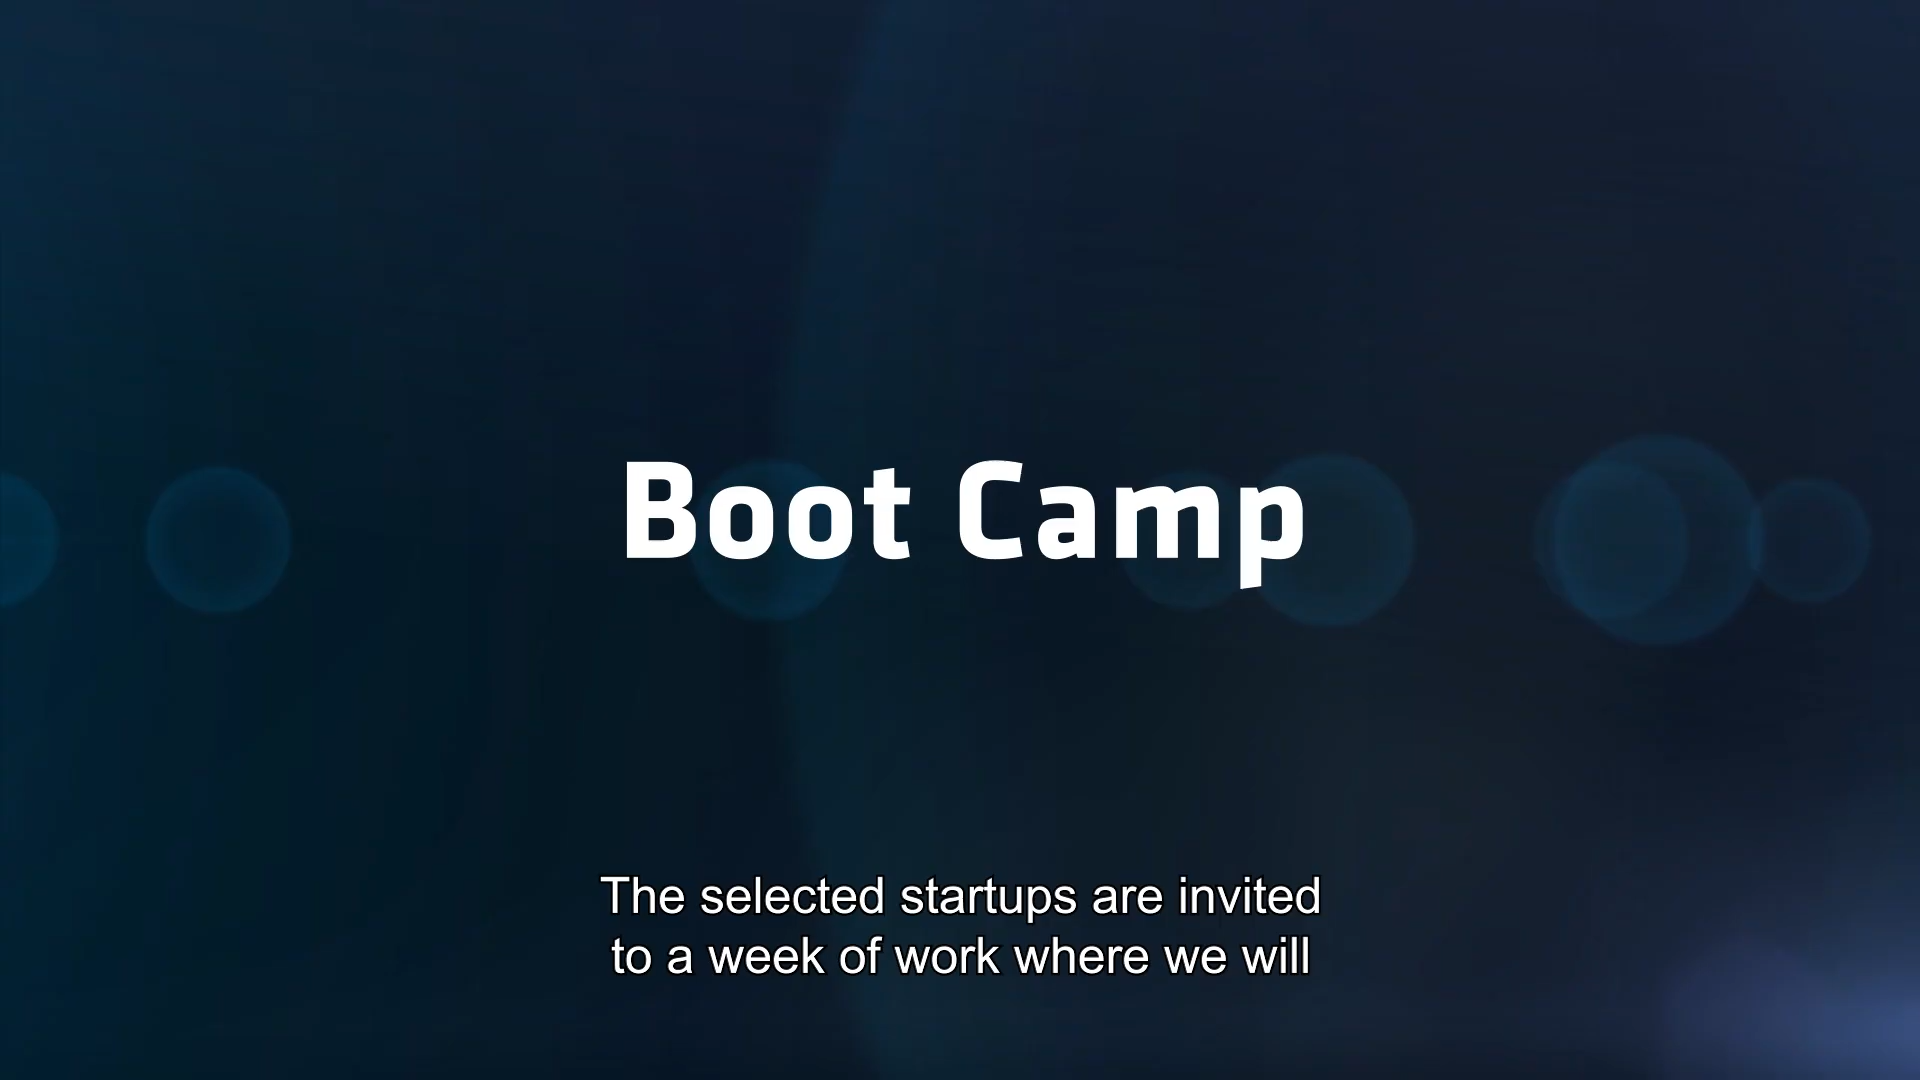 Boot Camp
The selected startups are invited
to a week of work where we will